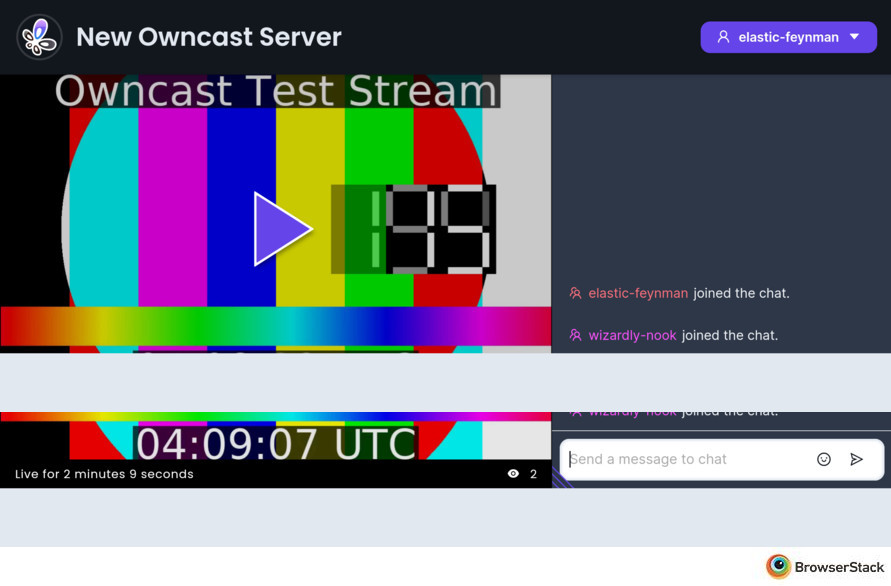 New Owncast Server
elastic-feynman
Owncast Test Stream
elastic-feynman joined the chat.
wizardly-nook joined the chat.
wizardly-nook joined the chat.
04:09:07 UTC
Send a message to chat
Live for 2 minutes 9 seconds
2
BrowserStack